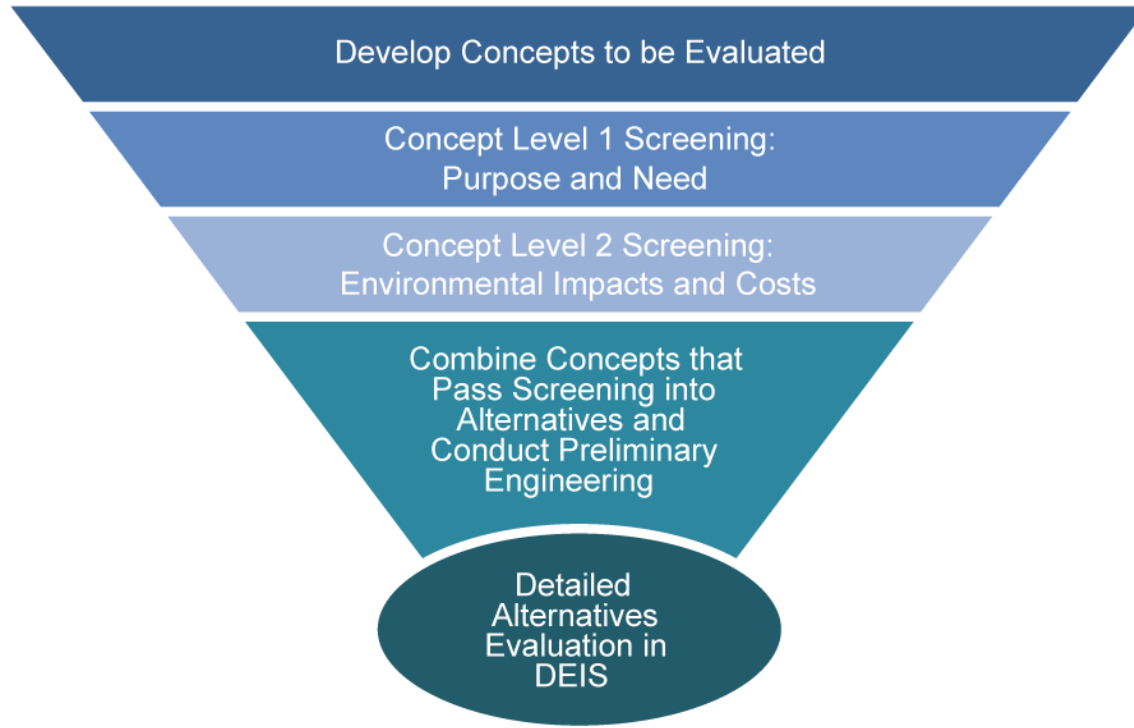 Develop Concepts to be Evaluated
Concept Level 1 Screening:
Purpose and Need
Concept Level 2 Screening:
Environmental Impacts and Costs
Combine Concepts that
Pass Screening into
Alternatives and
Conduct Preliminary
Engineering
Detailed
Alternatives
Evaluation in
DEIS